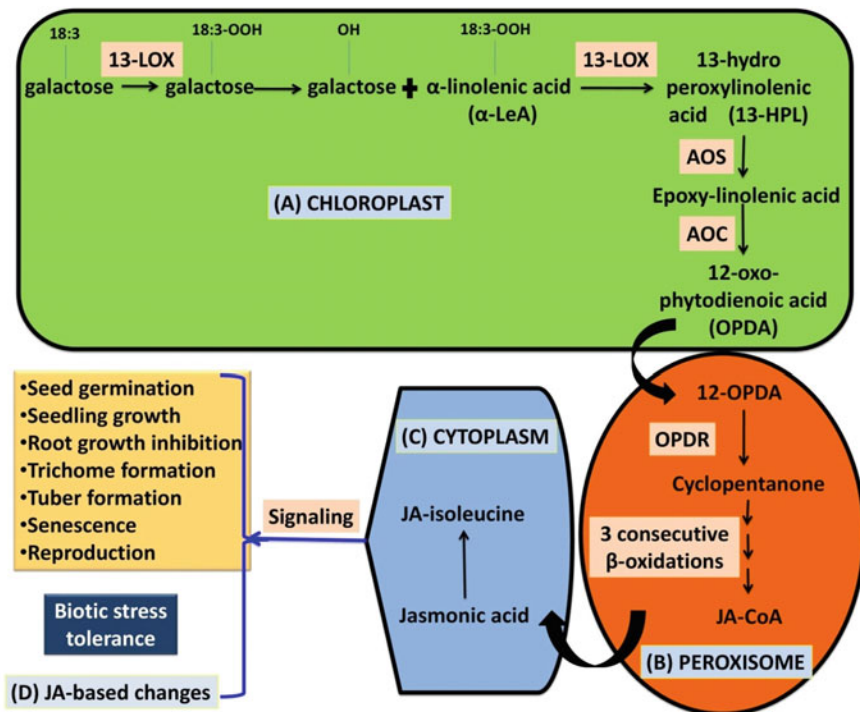 18:3
13-LOX
18:3-OOH
OH
18:3-OOH
13-LOX
galactose
galactose
galactose
+
α-linolenic acid
(α-LeA)
13-hydro
peroxylinolenic
acid (13-HPL)
AOS
Epoxy-linolenic acid
AOC
12-oxo-
phytodienoic acid
(OPDA)
(A) CHLOROPLAST
12-OPDA
OPDR
Cyclopentanone
3 consecutive
β-oxidations
JA-CoA
(B) PEROXISOME
(C) CYTOPLASM
JA-isoleucine
Jasmonic acid
Signaling
•Seed germination
•Seedling growth
•Root growth inhibition
•Trichome formation
•Tuber formation
•Senescence
•Reproduction
Biotic stress
tolerance
(D) JA-based changes